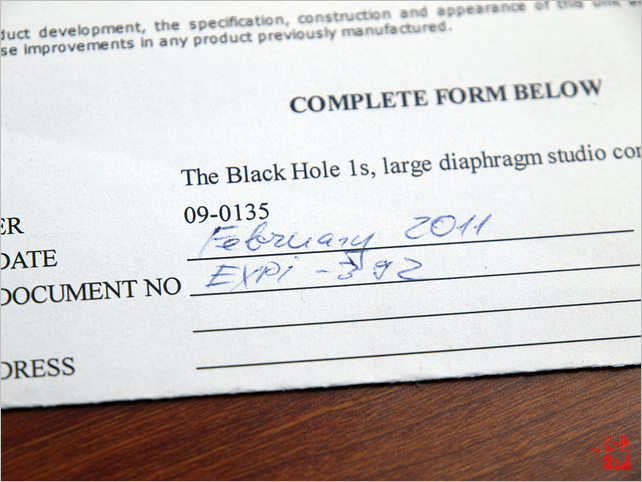 duct development, the specification, construction and appearance of this unit
se improvements in any product previously manufactured.
COMPLETE FORM BELOW
The Black Hole 1s, large diaphragm studio con
ER 09-0135
DATE February 2011
DOCUMENT NO EXPI - 392
DRESS